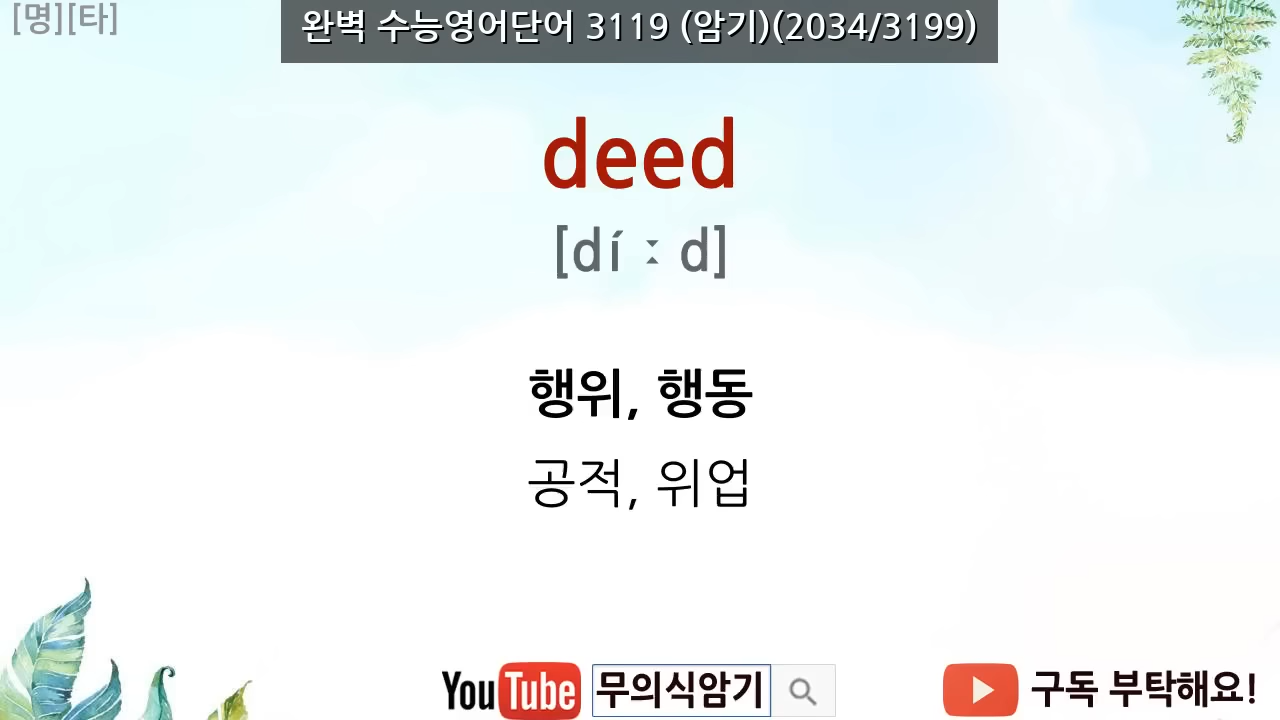 [명][타]
완벽 수능영어단어 3119 (암기)(2034/3199)
deed
[dí : d]
행위, 행동
공적, 위업
YouTube 무의식암기
구독 부탁해요!